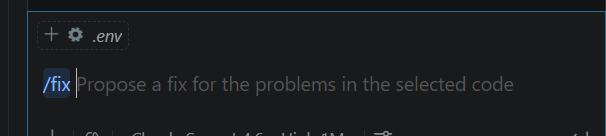 .env
/fix Propose a fix for the problems in the selected code